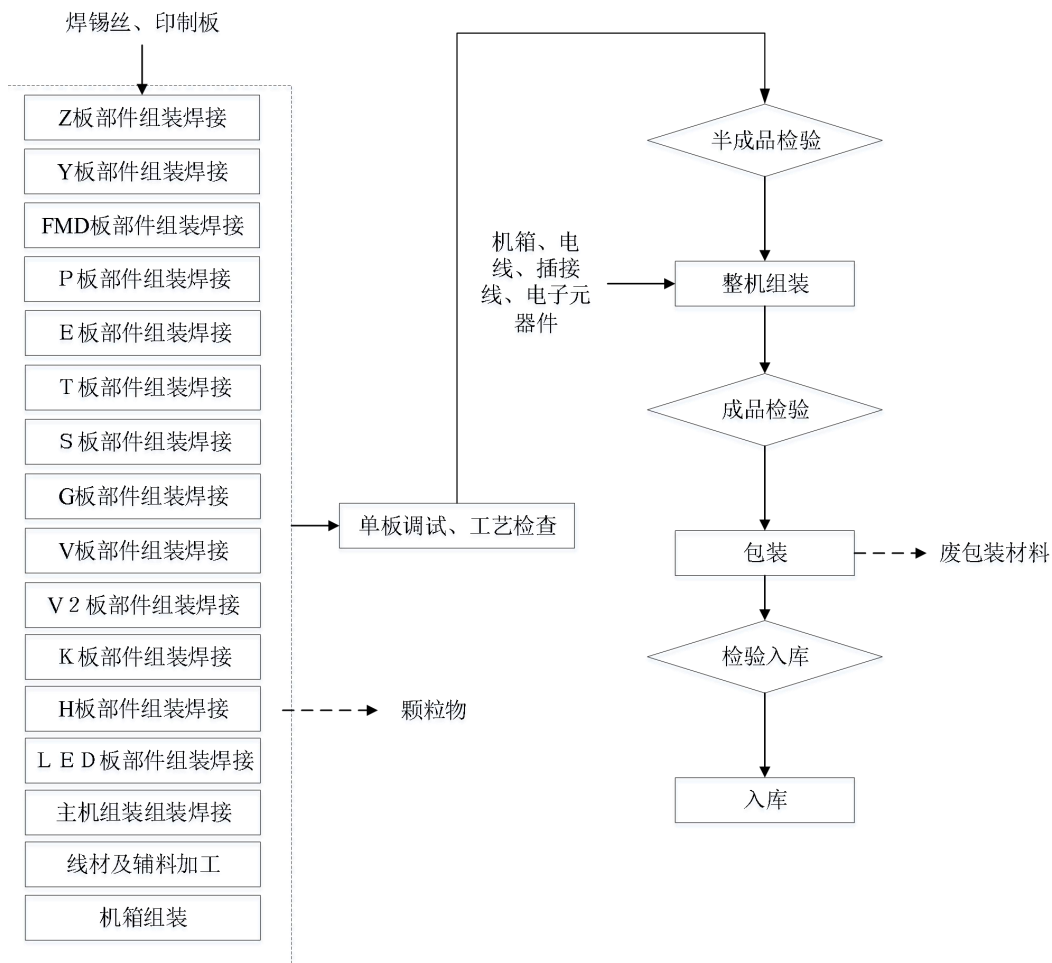 焊锡丝、印制板
Z板部件组装焊接
Y板部件组装焊接
FMD板部件组装焊接
P板部件组装焊接
E板部件组装焊接
T板部件组装焊接
S板部件组装焊接
G板部件组装焊接
V板部件组装焊接
V2板部件组装焊接
K板部件组装焊接
H板部件组装焊接
LED板部件组装焊接
主机组装组装焊接
线材及辅料加工
机箱组装
颗粒物
单板调试、工艺检查
半成品检验
机箱、电
线、插接
线、电子元
器件
整机组装
成品检验
包装
废包装材料
检验入库
入库